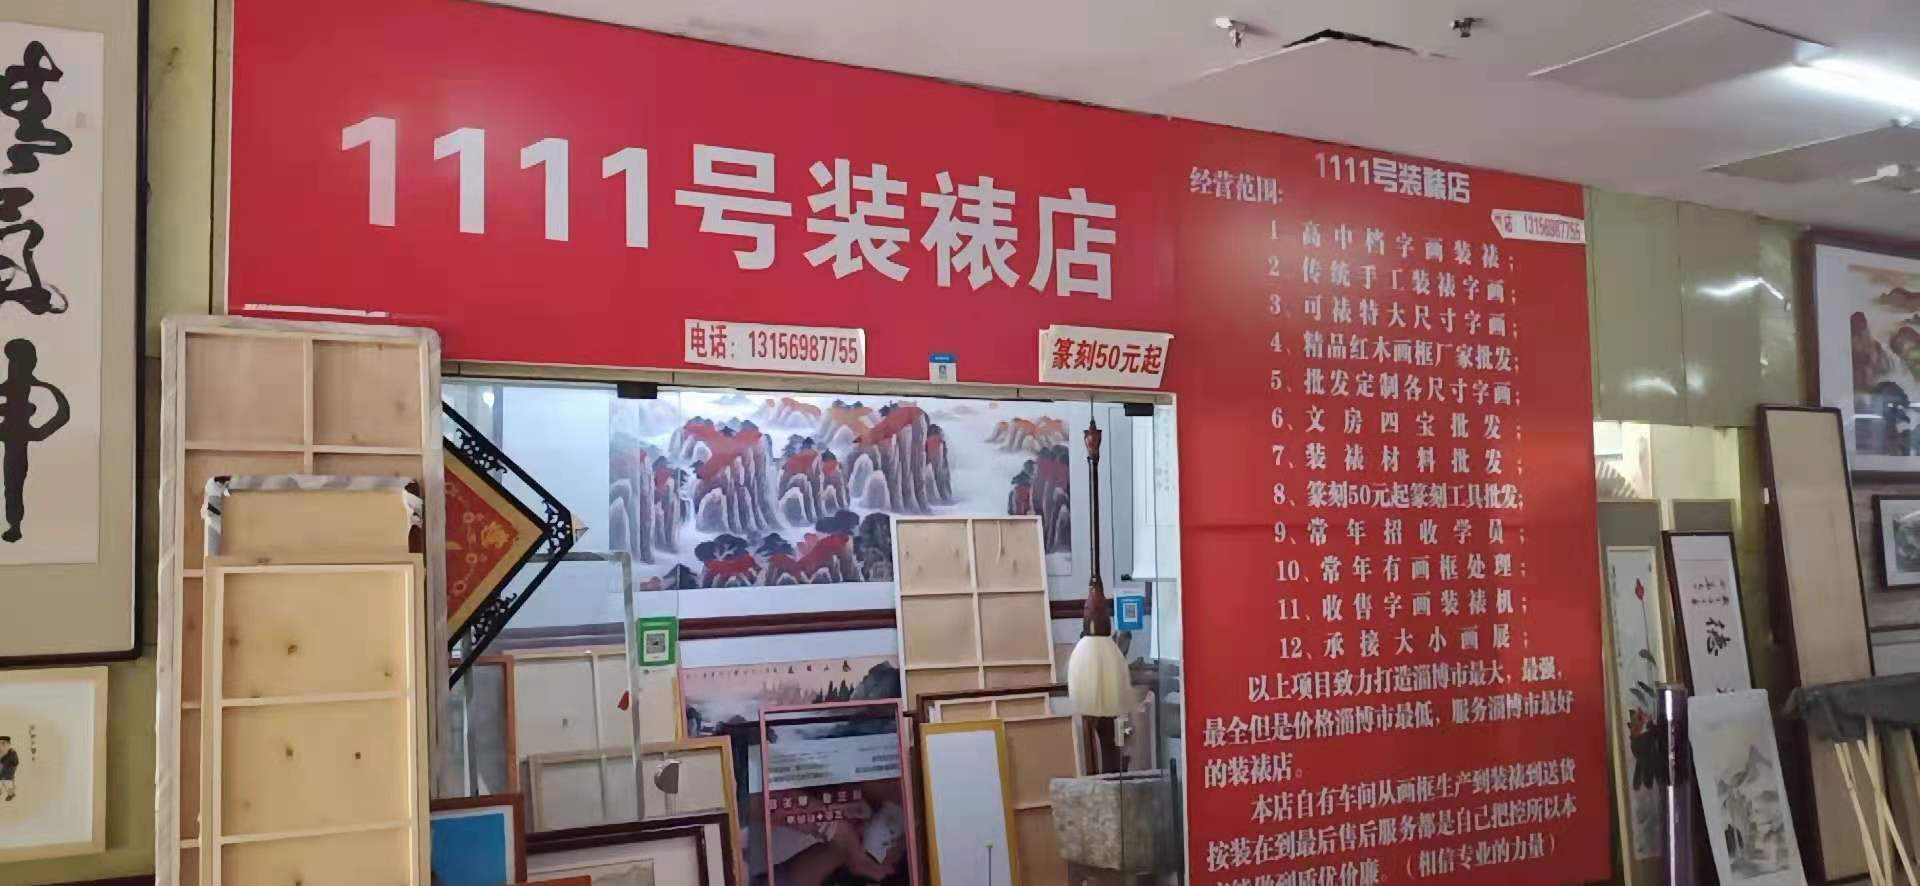 1111号装裱店
电话：13156987755
篆刻50元起
1111号装裱店
经营范围:
13156987755
1 高中档字画装裱；
2 传统手工装裱字画；
3、可裱特大尺寸字画；
4、精品红木画框厂家批发；
5、批发定制各尺寸字画；
6、文房四宝批发；
7、装裱材料批发；
8、篆刻50元起篆刻工具批发；
9、常年招收学员；
10、常年有画框处理；
11、收售字画装裱机；
12、承接大小画展；
以上项目致力打造淄博市最大，最强，
最全但是价格淄博市最低，服务淄博市最好
的装裱店。
本店自有车间从画框生产到装裱到送货
按装在到最后售后服务都是自己把控所以本
做到质优价廉。（相信专业的力量）
德
神